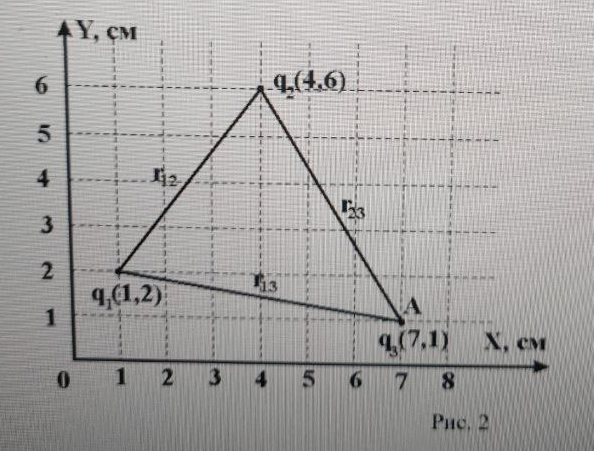 Y, см
6
q₂(4,6)
5
4
r₁₂
3
r₂₃
2
r₁₃
q₁(1,2)
A
1
q₃(7,1)
X, см
0 1 2 3 4 5 6 7 8
Рис. 2